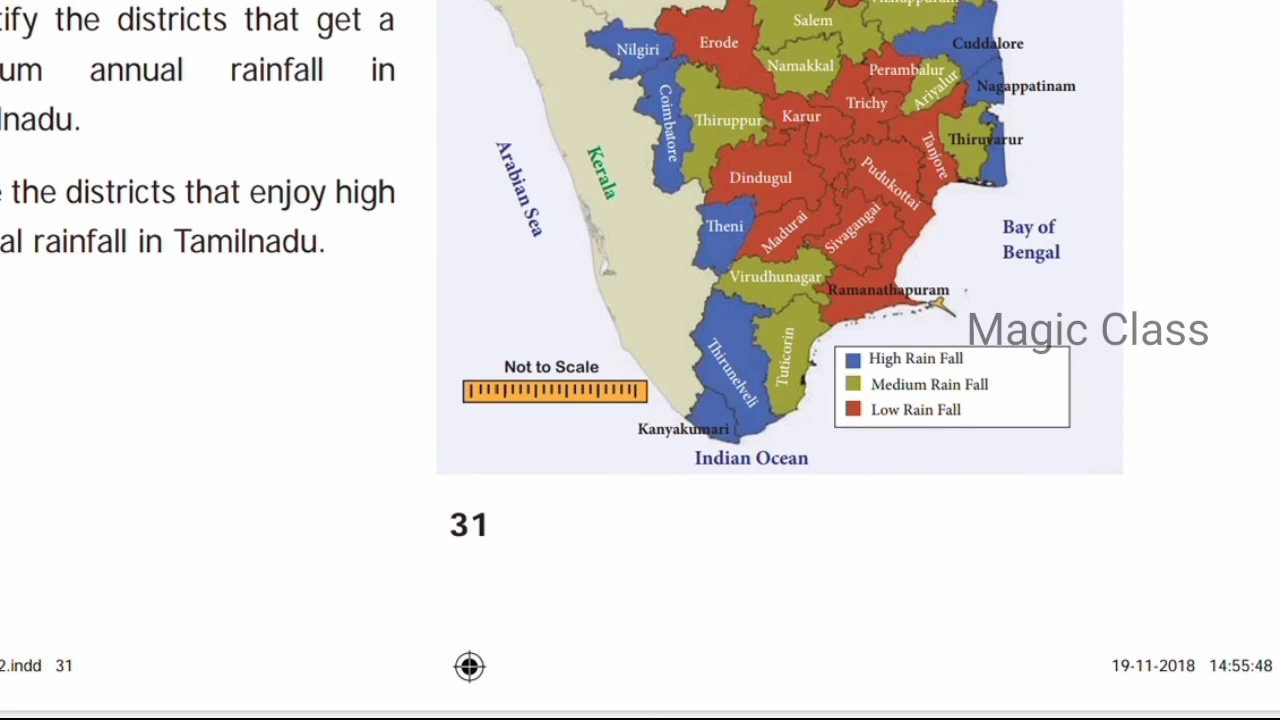 tify the districts that get a
um annual rainfall in
lnadu.
e the districts that enjoy high
al rainfall in Tamilnadu.
Salem
Cuddalore
Nilgiri
Erode
Namakkal
Perambalur
Ariyalur
Nagappatinam
Coimbatore
Thiruppur
Karur
Trichy
Tanjore
Thiruvarur
Arabian Sea
Kerala
Dindugul
Pudukottai
Theni
Madurai
Sivagangai
Bay of
Bengal
Virudhunagar
Ramanathapuram
Magic Class
Thirunelveli
Tuticorin
High Rain Fall
Medium Rain Fall
Low Rain Fall
Not to Scale
Kanyakumari
Indian Ocean
31
2.indd 31
19-11-2018 14:55:48